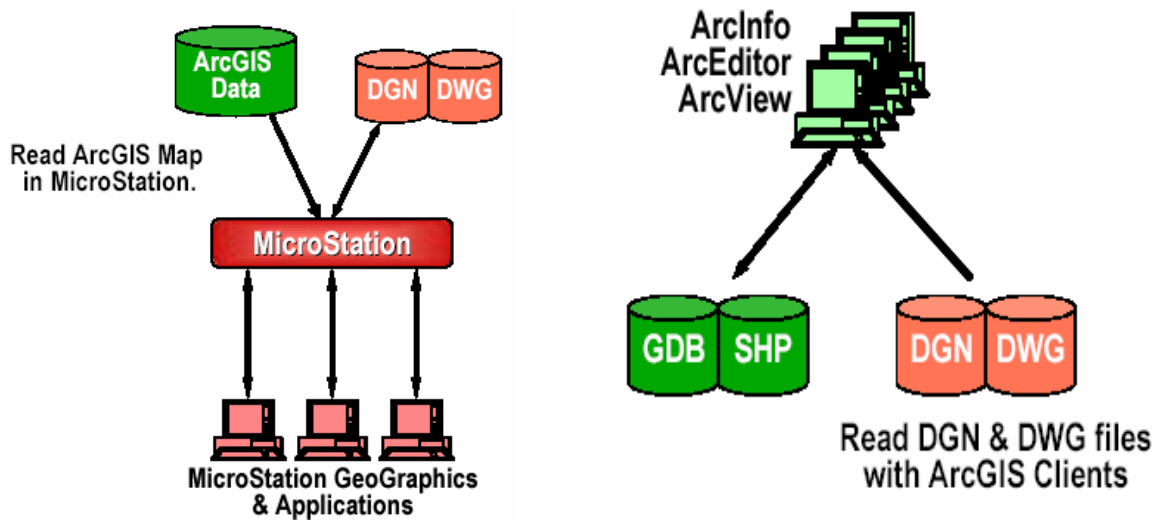 ArcGIS
Data
DGN
DWG
Read ArcGIS Map
in MicroStation.
MicroStation
MicroStation GeoGraphics
& Applications
ArcInfo
ArcEditor
ArcView
GDB
SHP
DGN
DWG
Read DGN & DWG files
with ArcGIS Clients